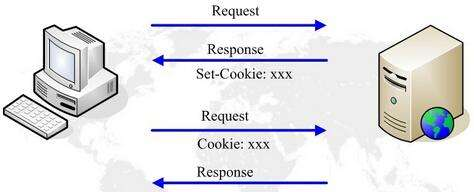 Request
Response
Set-Cookie: xxx
Request
Cookie: xxx
Response